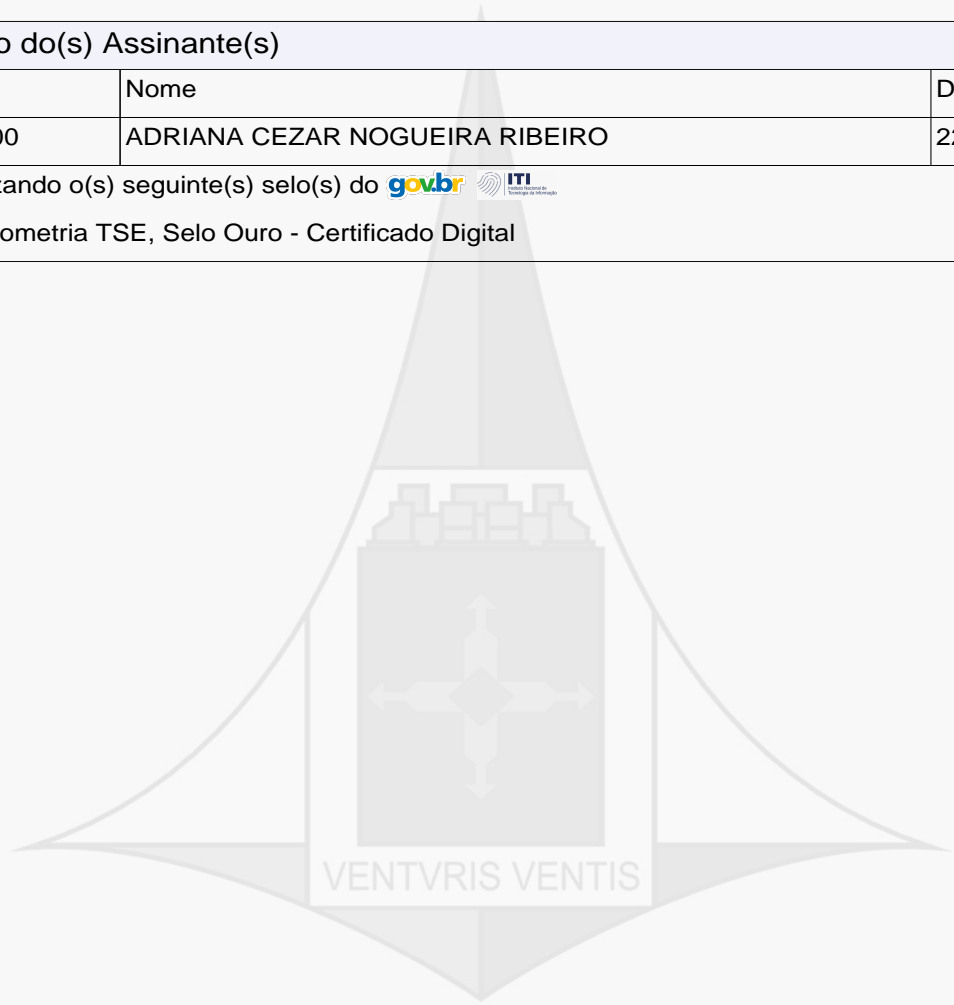 o do(s) Assinante(s)
Nome D
00 ADRIANA CEZAR NOGUEIRA RIBEIRO 22
zando o(s) seguinte(s) selo(s) do gov.br ITI
ometria TSE, Selo Ouro - Certificado Digital
VENTVRIS VENTIS